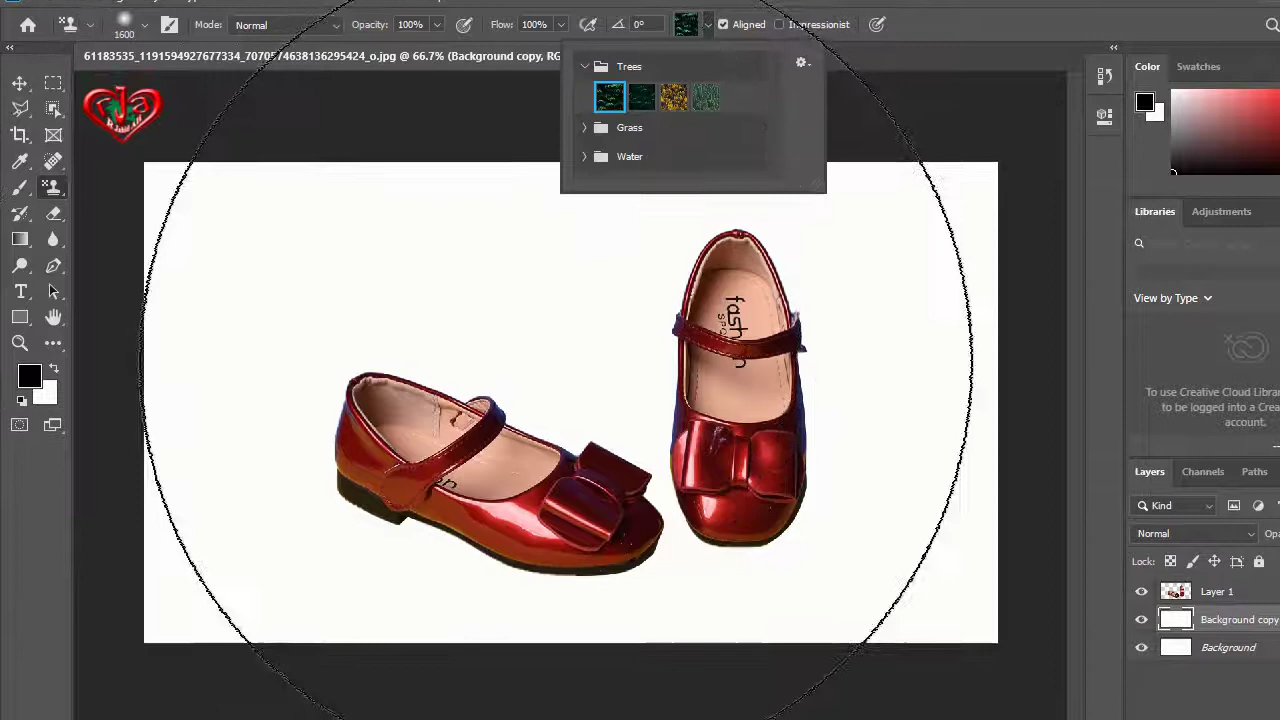 1600
Mode: Normal
Opacity: 100%
Flow: 100%
0°
Aligned
Impressionist
61183535_1191594927677334_7070574638136295424_o.jpg @ 66.7% (Background copy, RG
Trees
Grass
Water
fashion
Color
Swatches
Libraries
Adjustments
View by Type
To use Creative Cloud Librar
to be logged into a Crea
account.
Layers
Channels
Paths
Kind
Normal
Opa
Lock:
Layer 1
Background copy
Background